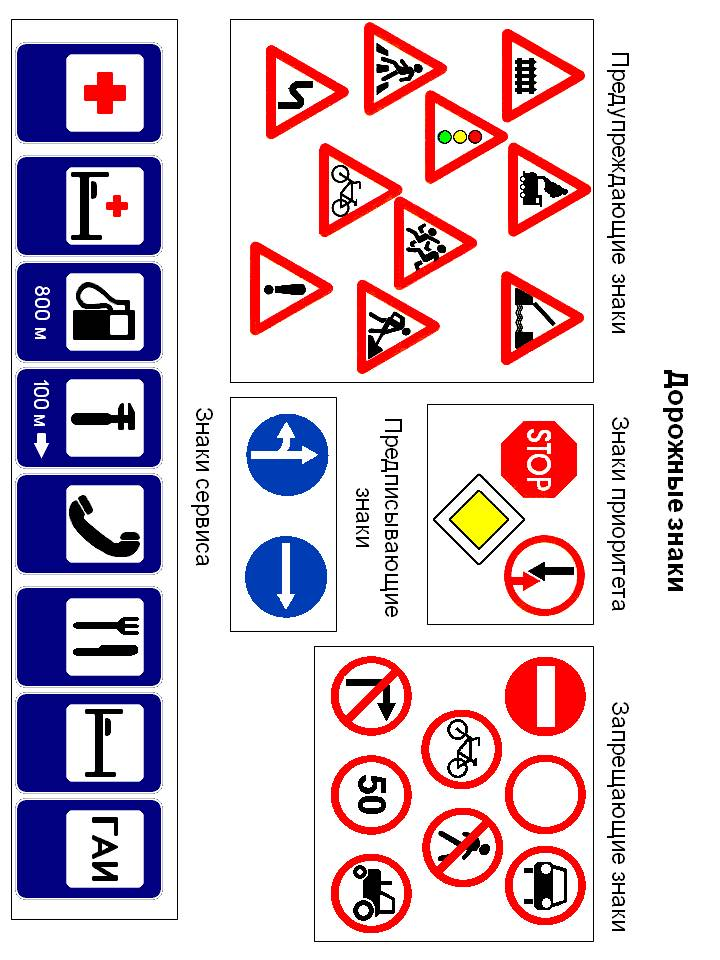 Дорожные знаки
Предупреждающие знаки
Знаки приоритета
STOP
Запрещающие знаки
50
Предписывающие
знаки
Знаки сервиса
800 м
100 м
ГАИ